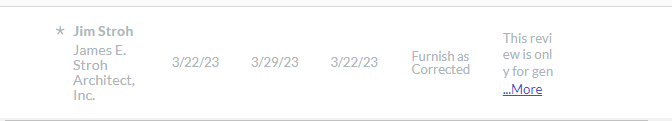 * Jim Stroh
James E.
Stroh
Architect,
Inc.
3/22/23
3/29/23
3/22/23
Furnish as
Corrected
This revi
ew is onl
y for gen
...More